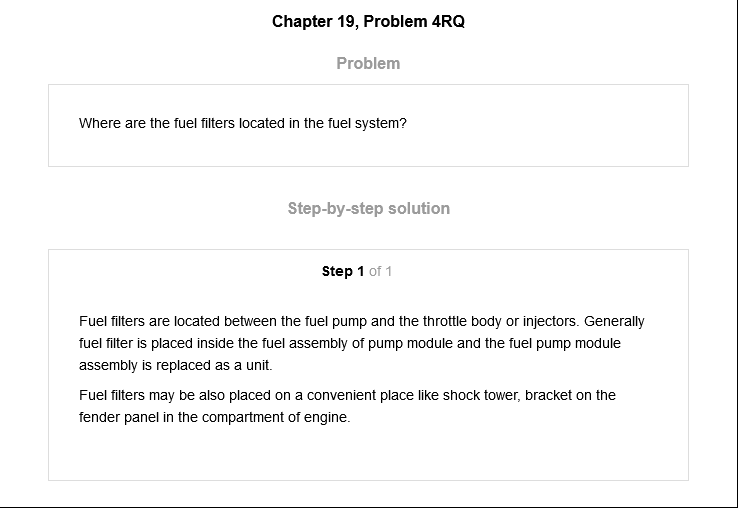 Chapter 19, Problem 4RQ
Problem
Where are the fuel filters located in the fuel system?
Step-by-step solution
Step 1 of 1
Fuel filters are located between the fuel pump and the throttle body or injectors. Generally
fuel filter is placed inside the fuel assembly of pump module and the fuel pump module
assembly is replaced as a unit.
Fuel filters may be also placed on a convenient place like shock tower, bracket on the
fender panel in the compartment of engine.